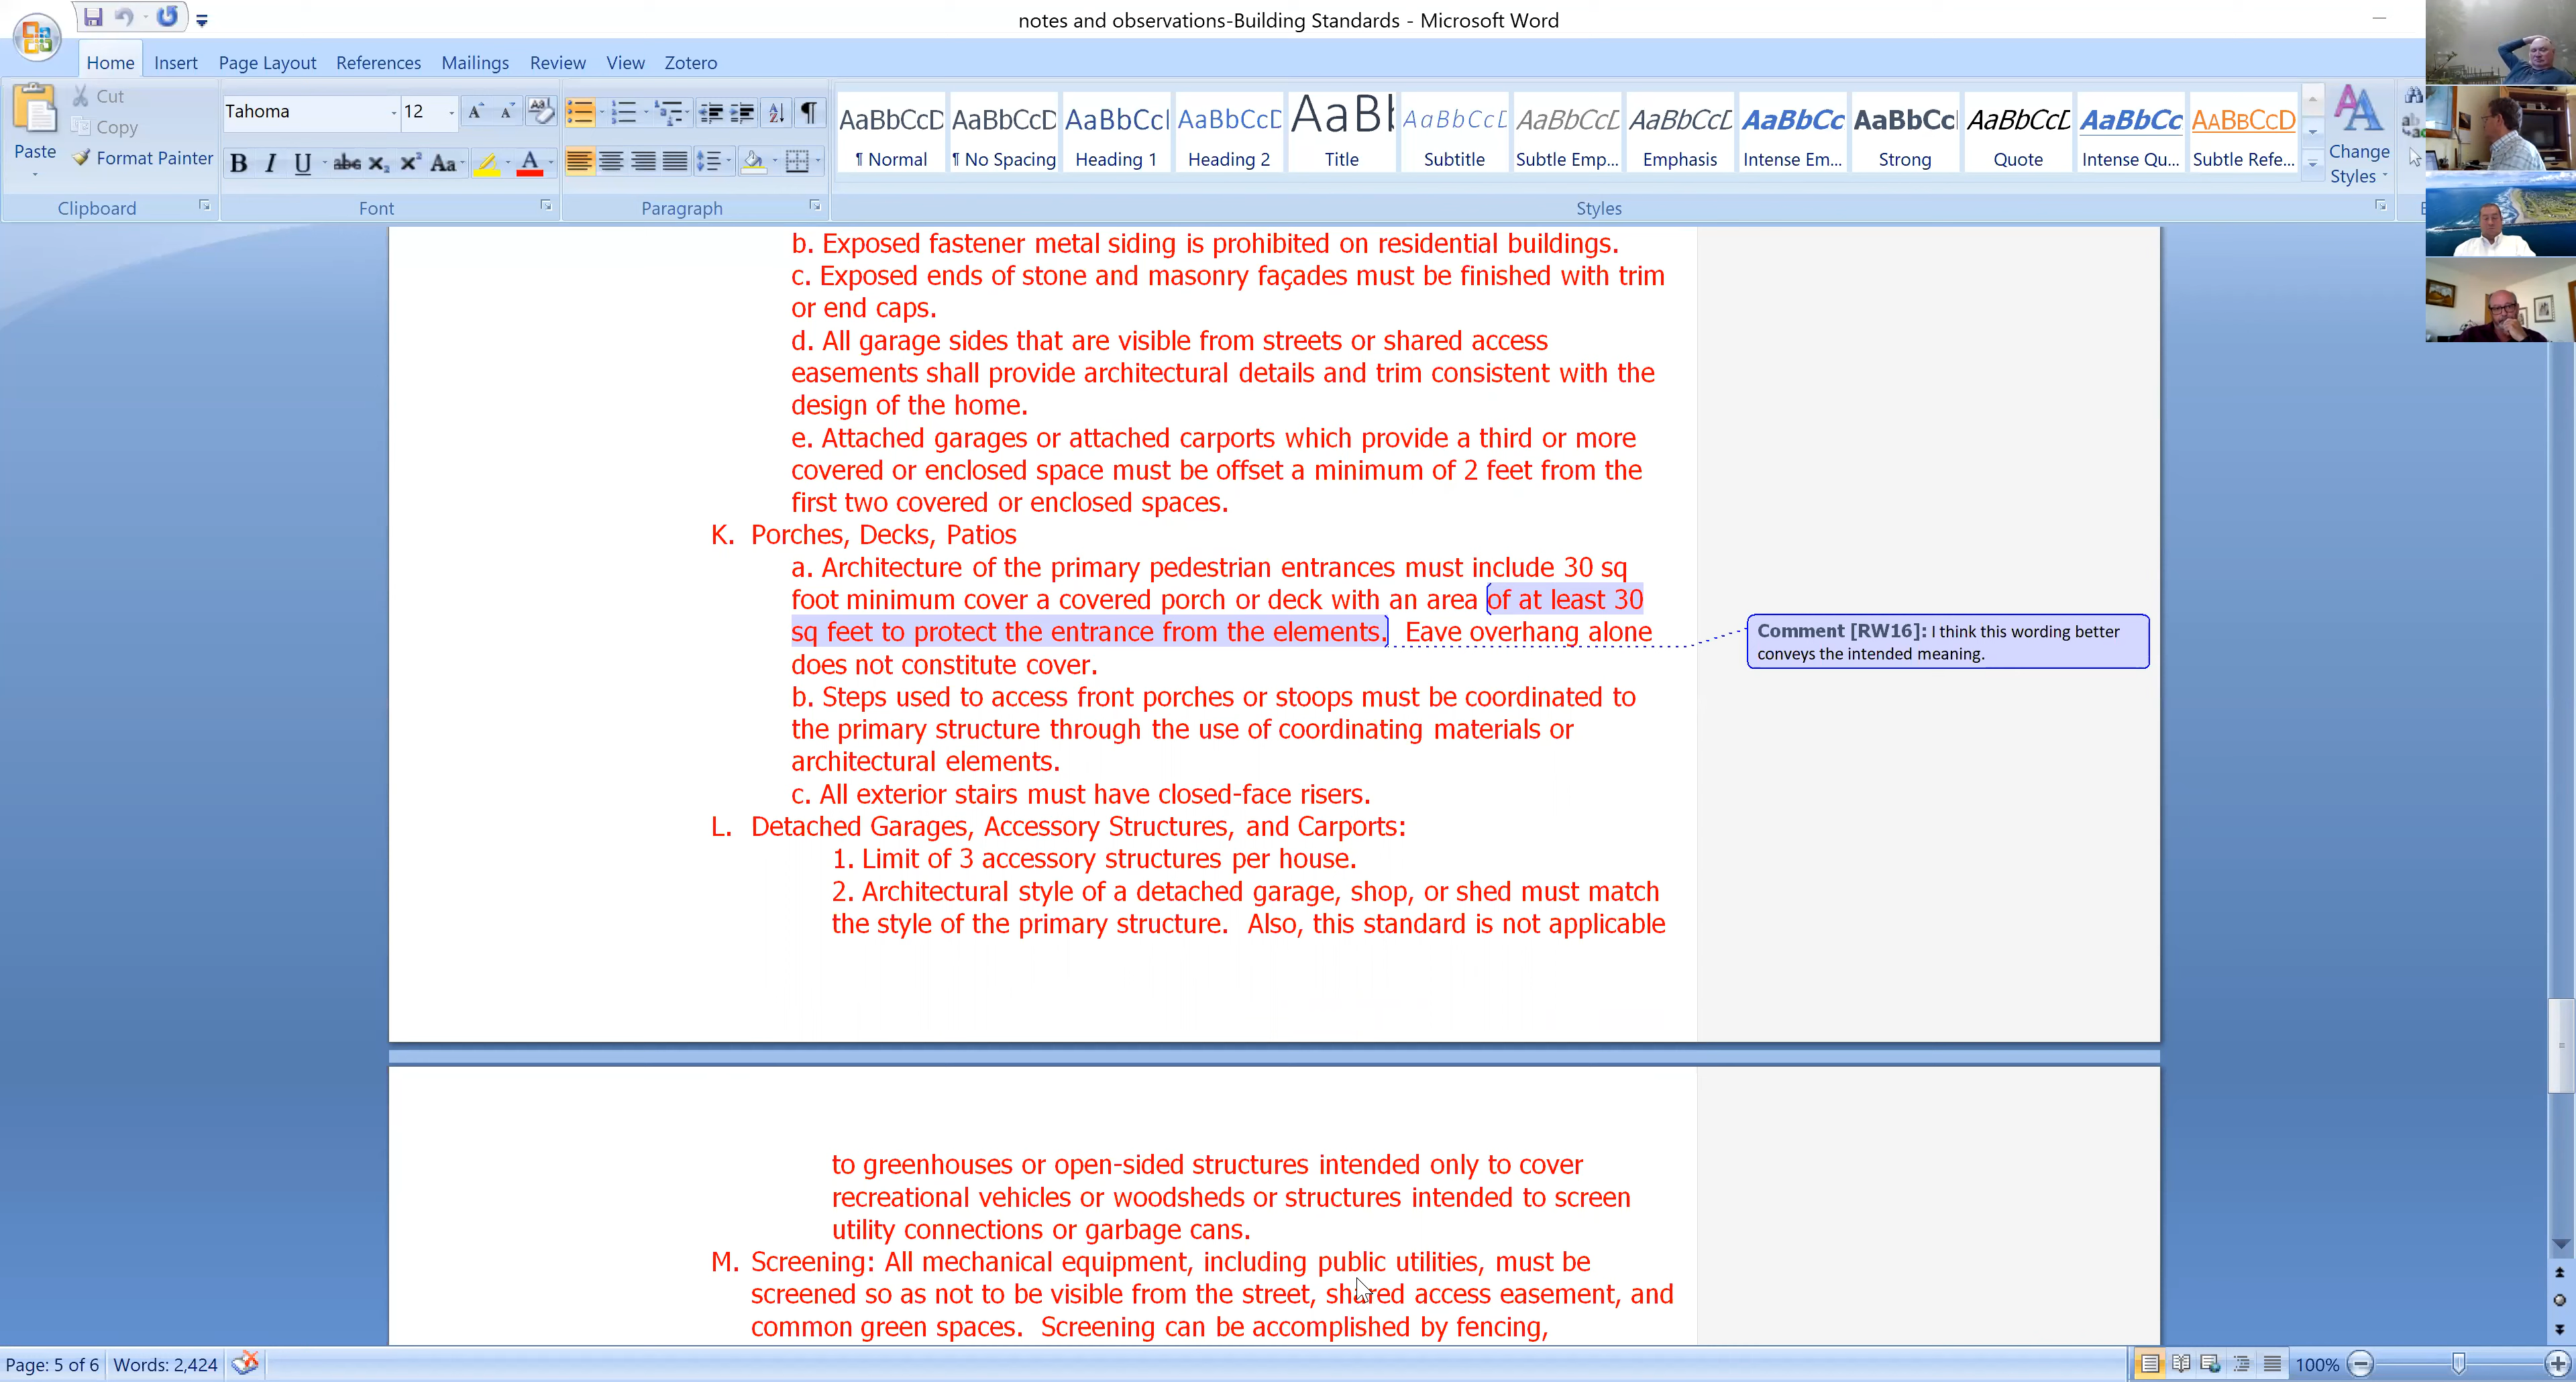 notes and observations-Building Standards - Microsoft Word
Home Insert Page Layout References Mailings Review View Zotero
Paste
Cut
Copy
Format Painter
Clipboard
Tahoma 12
B I U abc X₂ X² Aa A
Font
Paragraph
AaBbCcD AaBbCcD AaBbCcI AaBbCcD AaBb AaBbCcD AaBbCcD AaBbCcD AaBbCc AaBbCc AaBbCcD AaBbCc AABBCCD
¶ Normal ¶ No Spacing Heading 1 Heading 2 Title Subtitle Subtle Emp... Emphasis Intense Em... Strong Quote Intense Qu... Subtle Refe...
Change
Styles
Styles
b. Exposed fastener metal siding is prohibited on residential buildings.
c. Exposed ends of stone and masonry façades must be finished with trim
or end caps.
d. All garage sides that are visible from streets or shared access
easements shall provide architectural details and trim consistent with the
design of the home.
e. Attached garages or attached carports which provide a third or more
covered or enclosed space must be offset a minimum of 2 feet from the
first two covered or enclosed spaces.
K. Porches, Decks, Patios
a. Architecture of the primary pedestrian entrances must include 30 sq
foot minimum cover a covered porch or deck with an area of at least 30
sq feet to protect the entrance from the elements. Eave overhang alone
does not constitute cover.
Comment [RW16]: I think this wording better
conveys the intended meaning.
b. Steps used to access front porches or stoops must be coordinated to
the primary structure through the use of coordinating materials or
architectural elements.
c. All exterior stairs must have closed-face risers.
L. Detached Garages, Accessory Structures, and Carports:
1. Limit of 3 accessory structures per house.
2. Architectural style of a detached garage, shop, or shed must match
the style of the primary structure. Also, this standard is not applicable
to greenhouses or open-sided structures intended only to cover
recreational vehicles or woodsheds or structures intended to screen
utility connections or garbage cans.
M. Screening: All mechanical equipment, including public utilities, must be
screened so as not to be visible from the street, shared access easement, and
common green spaces. Screening can be accomplished by fencing,
Page: 5 of 6 Words: 2,424
100%